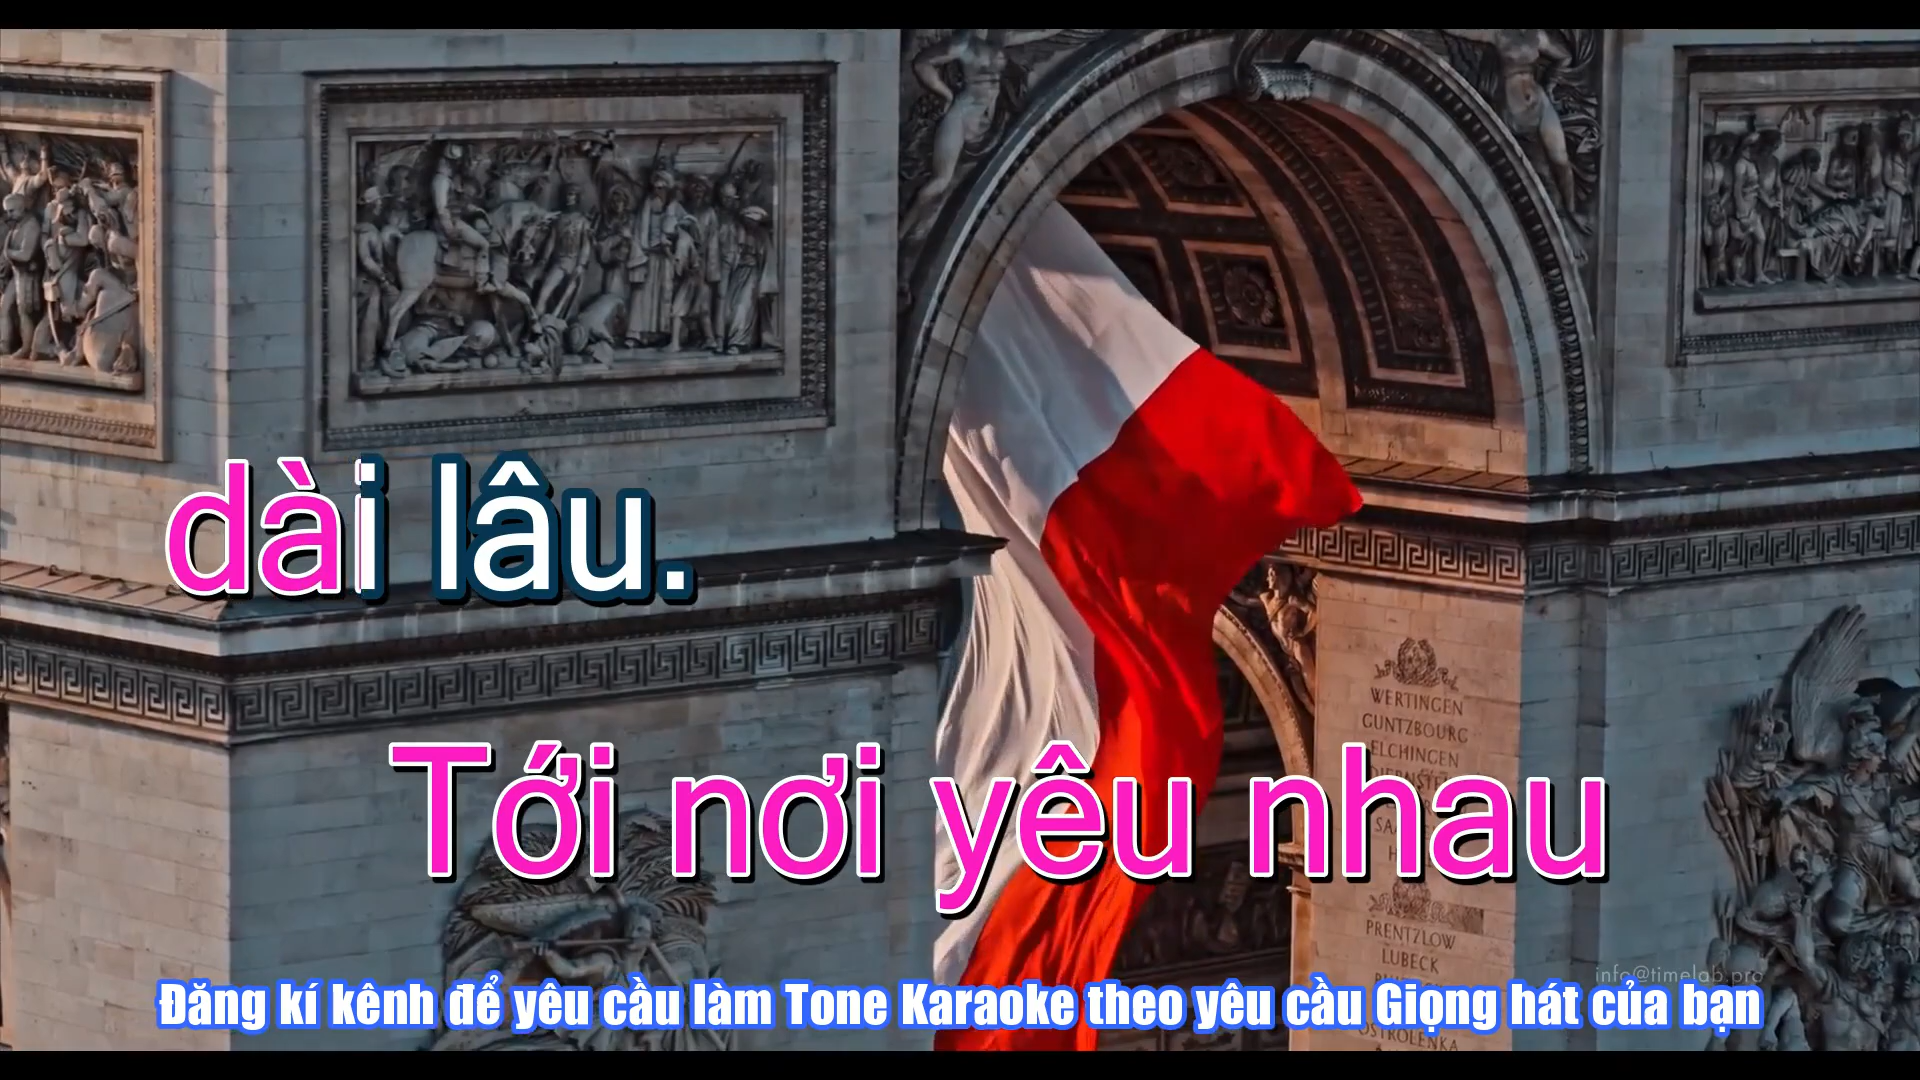 dài lâu.
WERTINGEN
GUNTZBOURG
ELCHINGEN
Tới nơi yêu nhau
PRENTZLOW
LUBECK
info@timelab.pro
Đăng kí kênh để yêu cầu làm Tone Karaoke theo yêu cầu Giọng hát của bạn
OSTROLENKA